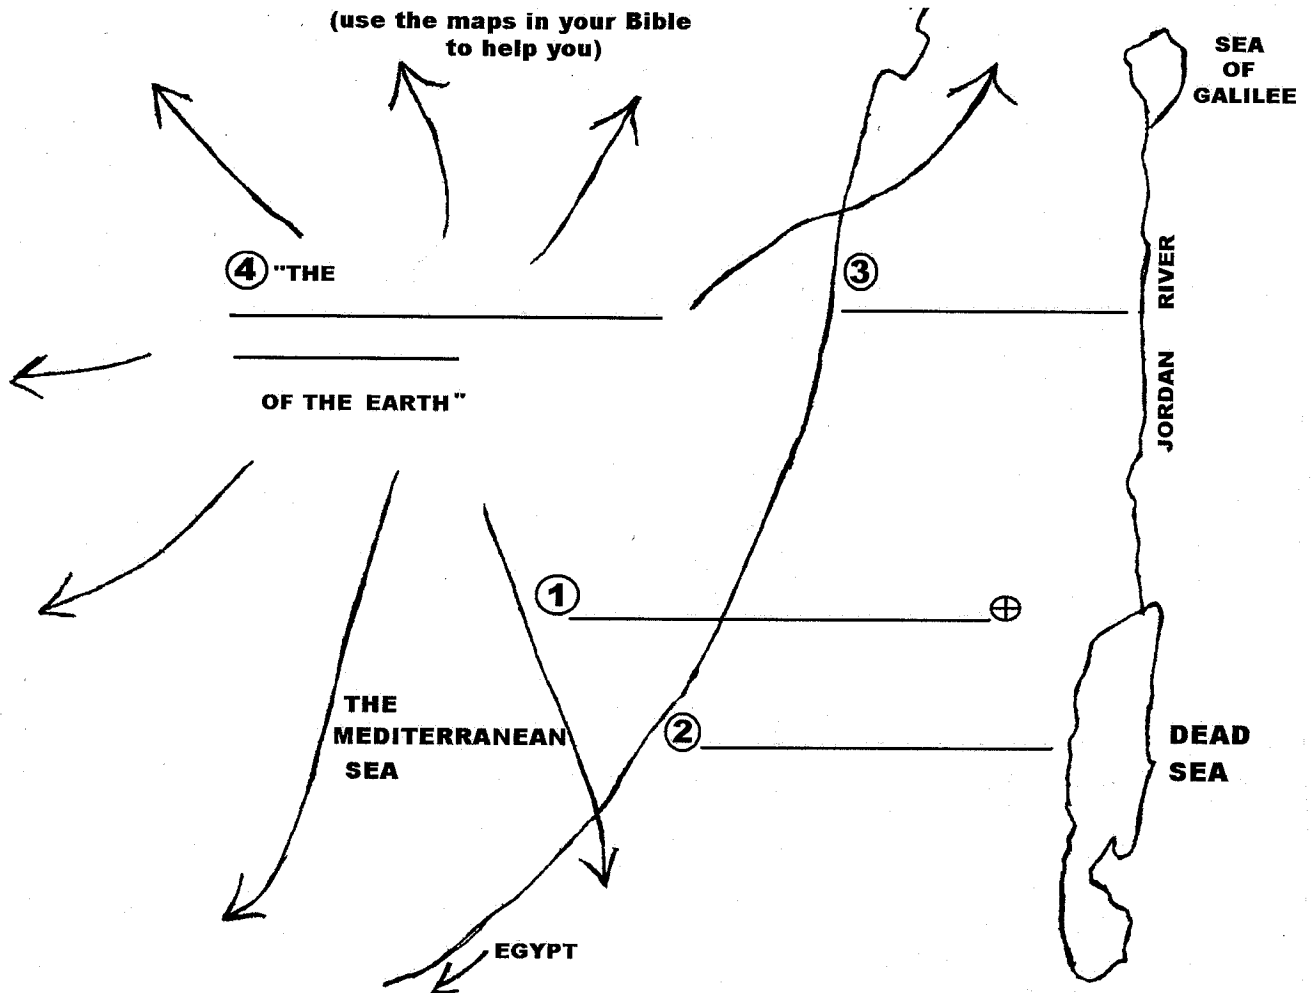 (use the maps in your Bible
to help you)
SEA
OF
GALILEE
4 "THE
OF THE EARTH"
3
JORDAN RIVER
1
THE
MEDITERRANEAN
SEA
2
DEAD
SEA
EGYPT